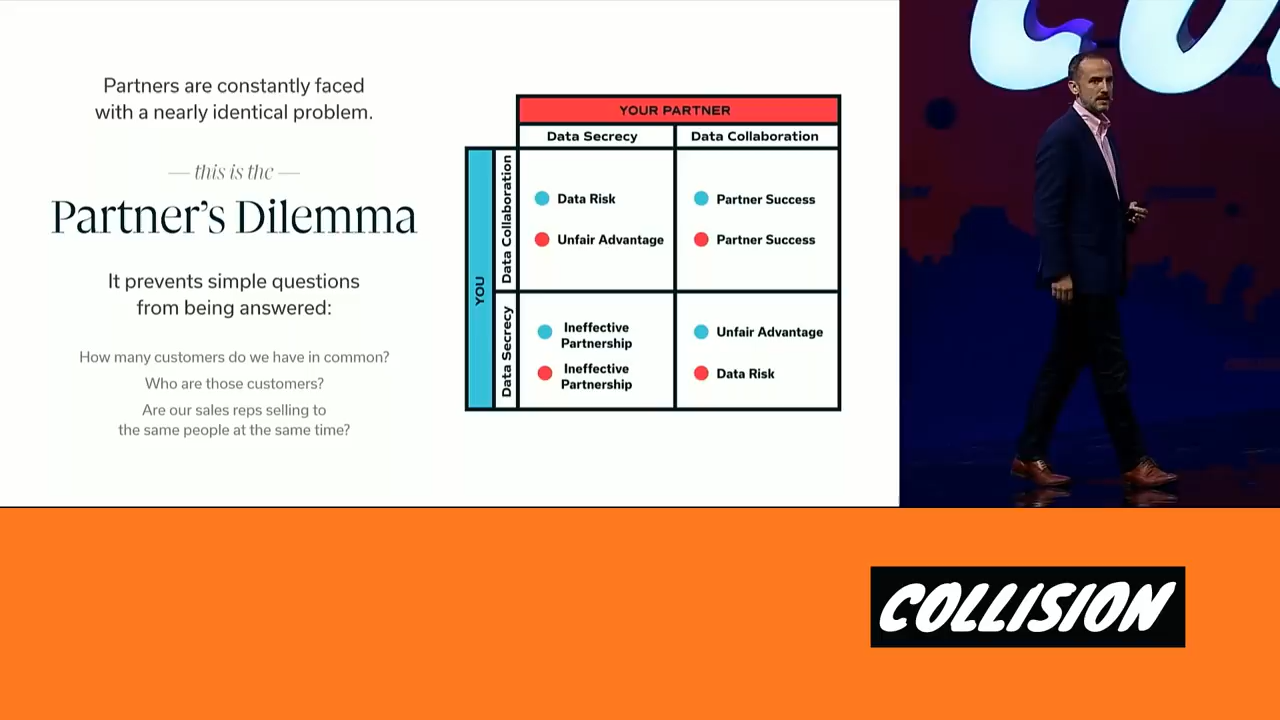 Partners are constantly faced
with a nearly identical problem.
— this is the —
Partner's Dilemma
It prevents simple questions
from being answered:
How many customers do we have in common?
Who are those customers?
Are our sales reps selling to
the same people at the same time?
YOUR PARTNER
Data Secrecy
Data Collaboration
YOU
Data Collaboration
Data Risk
Unfair Advantage
Partner Success
Partner Success
Data Secrecy
Ineffective
Partnership
Ineffective
Partnership
Unfair Advantage
Data Risk
COLLISION